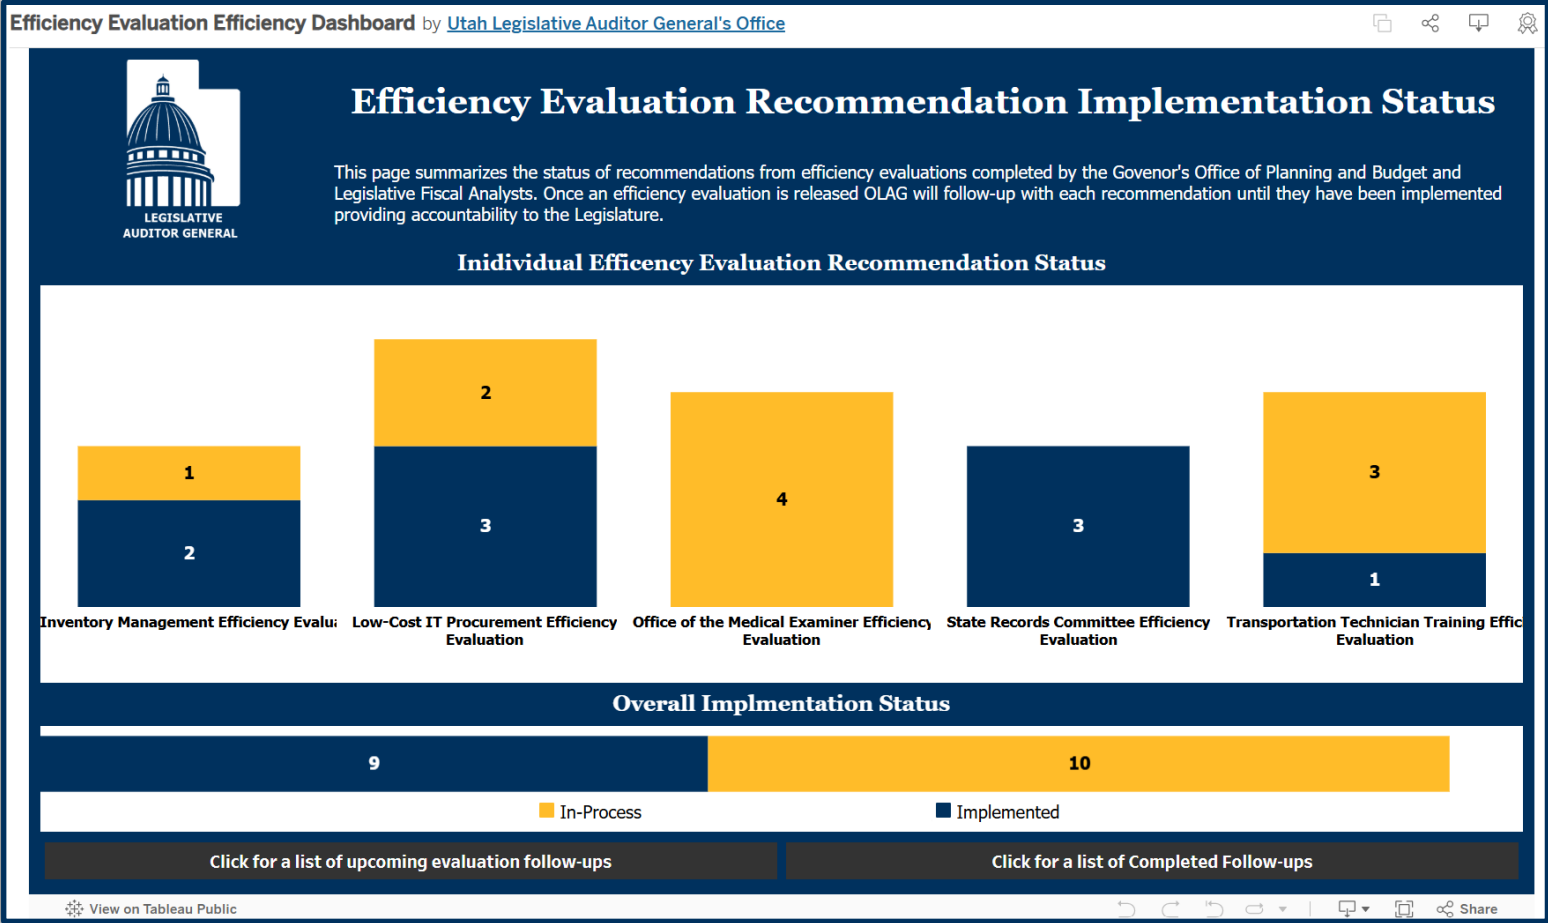 Efficiency Evaluation Efficiency Dashboard by Utah Legislative Auditor General's Office
LEGISLATIVE
AUDITOR GENERAL
Efficiency Evaluation Recommendation Implementation Status
This page summarizes the status of recommendations from efficiency evaluations completed by the Govenor's Office of Planning and Budget and
Legislative Fiscal Analysts. Once an efficiency evaluation is released OLAG will follow-up with each recommendation until they have been implemented
providing accountability to the Legislature.
Inidividual Efficency Evaluation Recommendation Status
1
2
2
3
4
3
3
1
Inventory Management Efficiency Evalua
Low-Cost IT Procurement Efficiency
Evaluation
Office of the Medical Examiner Efficiency
Evaluation
State Records Committee Efficiency
Evaluation
Transportation Technician Training Effici
Evaluation
Overall Implmentation Status
9
10
In-Process
Implemented
Click for a list of upcoming evaluation follow-ups
Click for a list of Completed Follow-ups
View on Tableau Public
Share